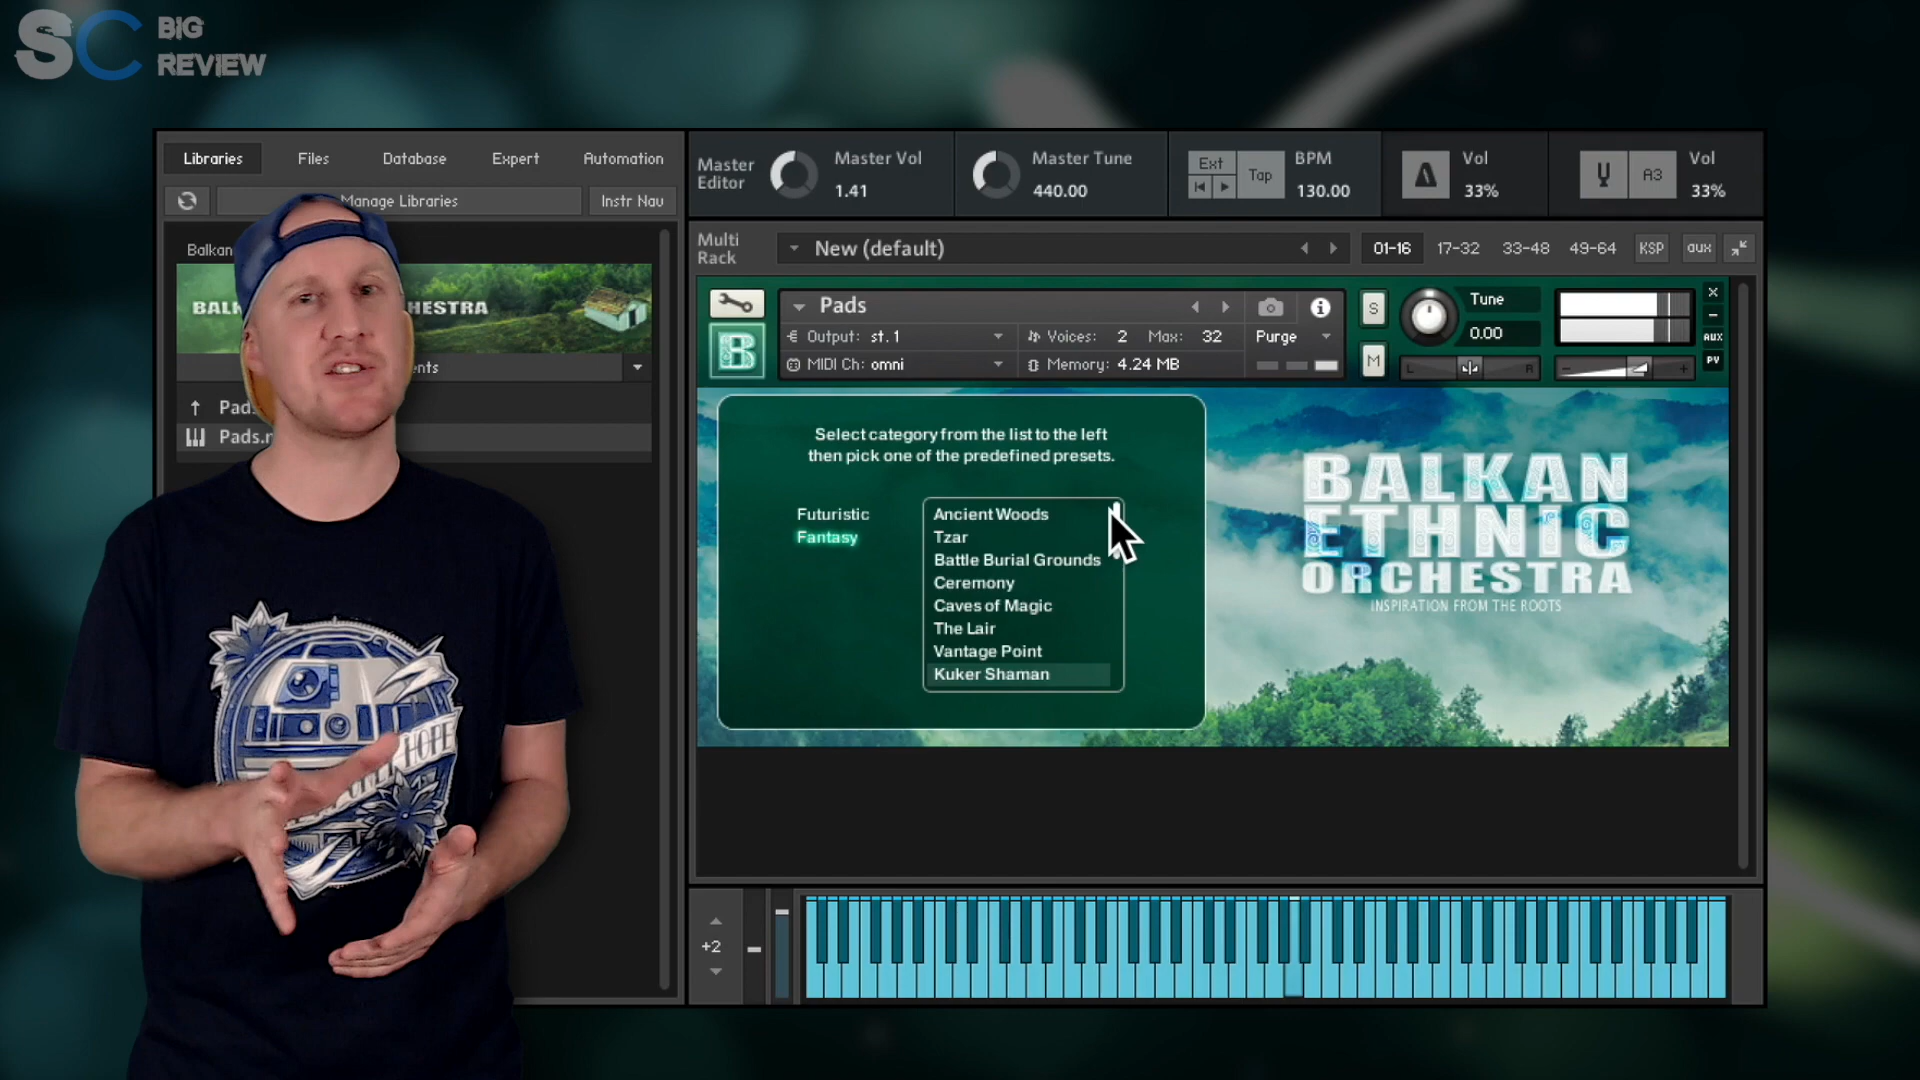 SC BIG
REVIEW
Libraries Files Database Expert Automation
Manage Libraries Instr Nau
Balkan
BALK HESTRA
Pads
Pads.n
Master Editor
Master Vol
1.41
Master Tune
440.00
Ext
Tap
BPM
130.00
Vol
33%
A3
Vol
33%
Multi Rack
New (default)
01-16 17-32 33-48 49-64 KSP aux
B
Pads
Output: st. 1
Voices: 2 Max: 32
Purge
MIDI Ch: omni
Memory: 4.24 MB
S
M
Tune
0.00
L R
- +
X
-
AUX
PV
Select category from the list to the left
then pick one of the predefined presets.
Futuristic
Fantasy
Ancient Woods
Tzar
Battle Burial Grounds
Ceremony
Caves of Magic
The Lair
Vantage Point
Kuker Shaman
BALKAN
ETHNIC
ORCHESTRA
INSPIRATION FROM THE ROOTS
+2
HOPE